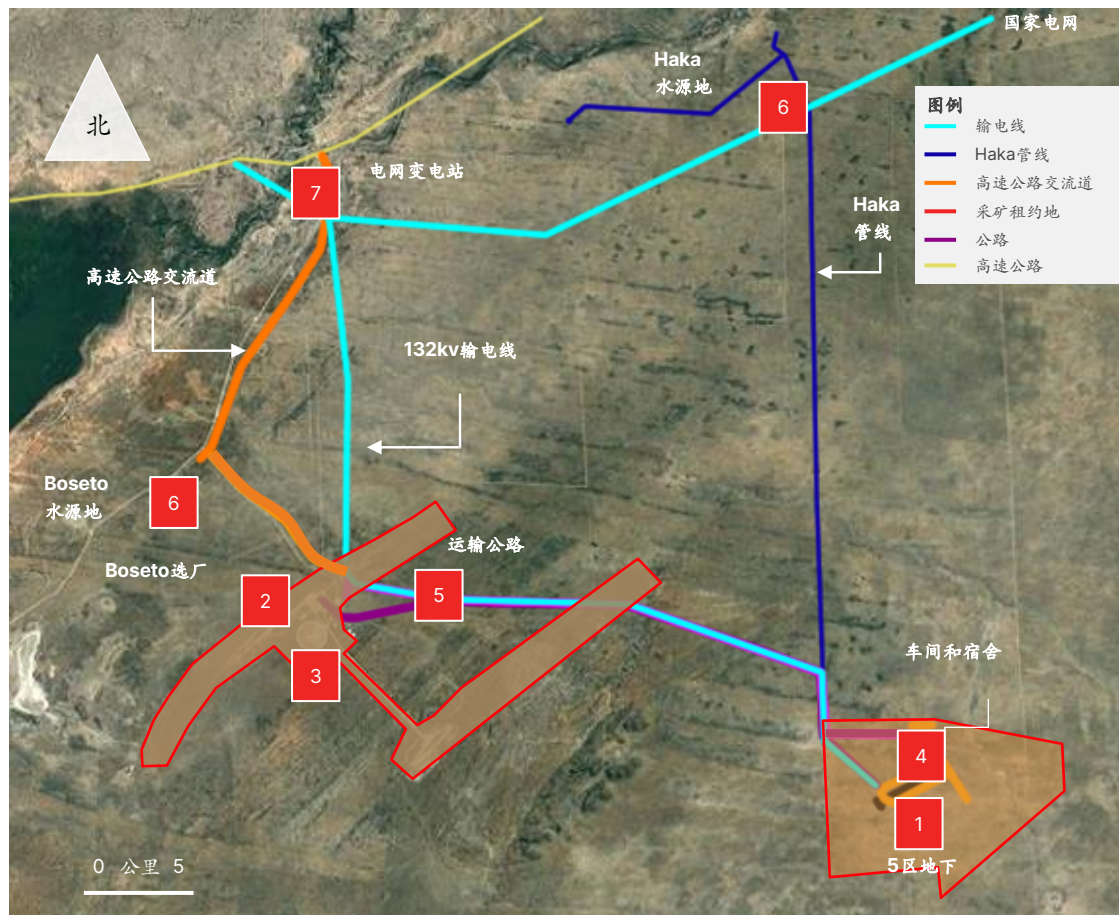 国家电网
Haka
水源地
6
图例
输电线
Haka管线
高速公路交流道
采矿租约地
公路
高速公路
北
电网变电站
7
Haka
管线
高速公路交流道
132kv输电线
Boseto
水源地
6
运输公路
Boseto选厂
2
5
3
车间和宿舍
4
1
5区地下
0 公里 5